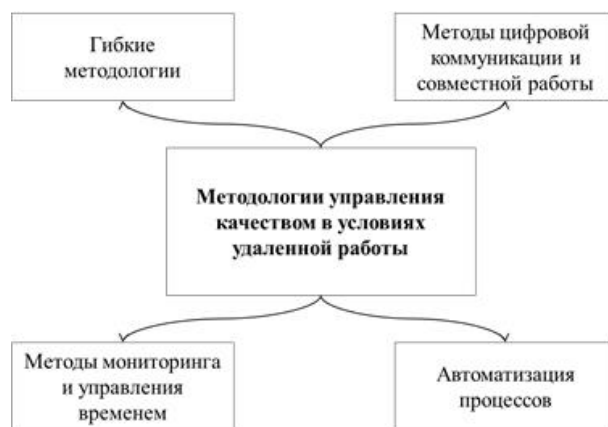 Гибкие
методологии
Методы цифровой
коммуникации и
совместной работы
Методологии управления
качеством в условиях
удаленной работы
Методы мониторинга
и управления
временем
Автоматизация
процессов